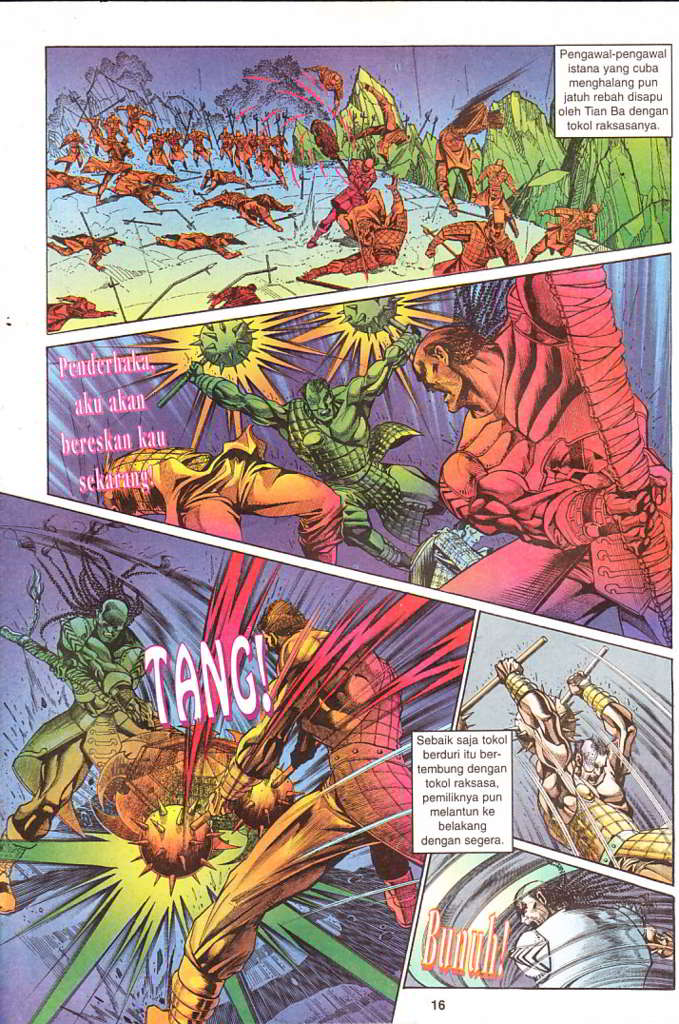 Pengawal-pengawal
istana yang cuba
menghalang pun
jatuh rebah disapu
oleh Tian Ba dengan
tokol raksasanya.
Penderhaka,
aku akan
bereskan kau
sekarang!
TANG!
Sebaik saja tokol
berduri itu ber-
tembung dengan
tokol raksasa,
pemiliknya pun
melantun ke
belakang
dengan segera.
Bunuh!
16